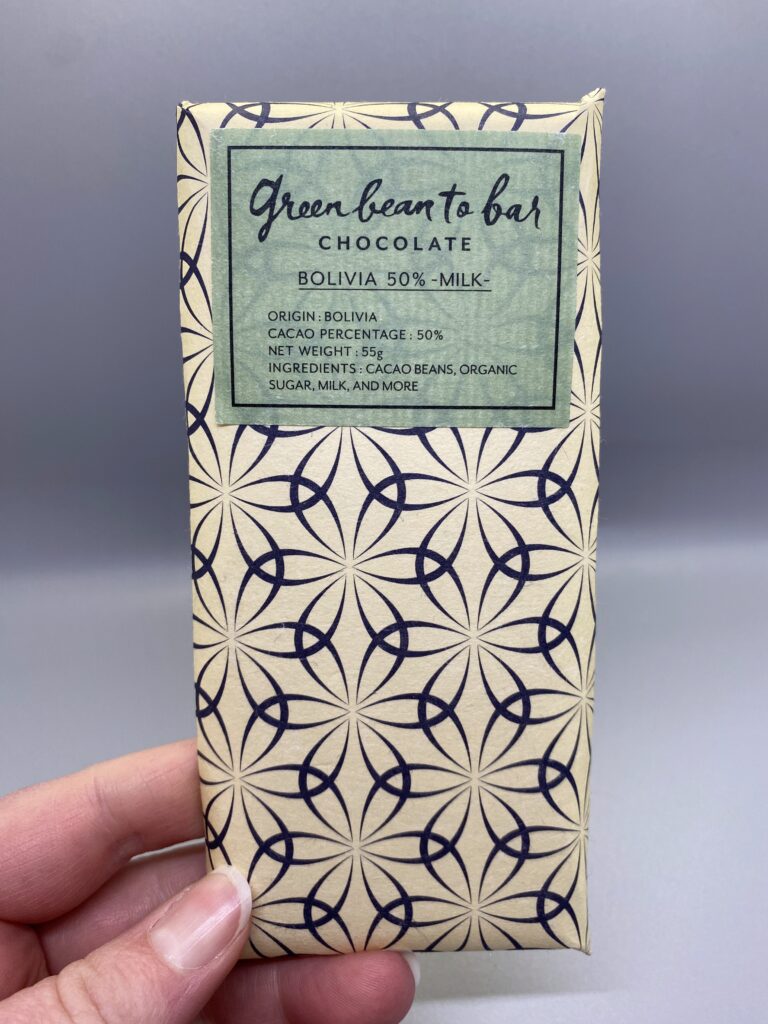 green bean to bar
CHOCOLATE
BOLIVIA 50% -MILK-
ORIGIN : BOLIVIA
CACAO PERCENTAGE : 50%
NET WEIGHT : 55g
INGREDIENTS : CACAO BEANS, ORGANIC
SUGAR, MILK, AND MORE